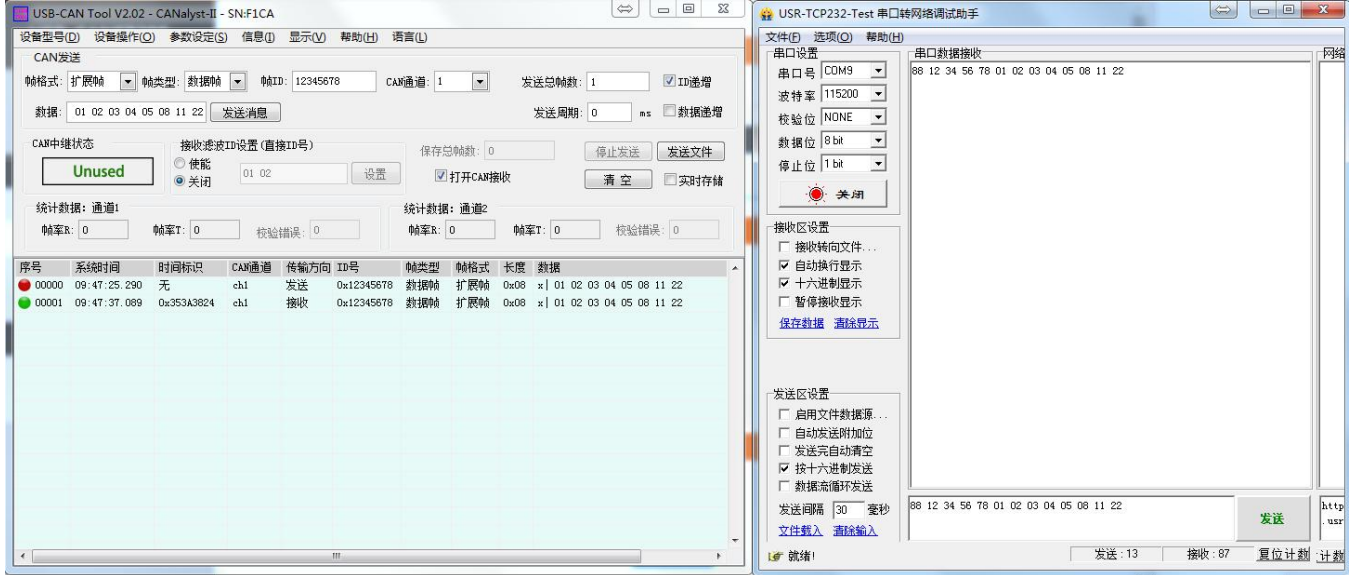 USB-CAN Tool V2.02 - CANalyst-II - SN:F1CA
设备型号(D) 设备操作(O) 参数设定(S) 信息(I) 显示(V) 帮助(H) 语言(L)
CAN发送
帧格式: 扩展帧 帧类型: 数据帧 帧ID: 12345678 CAN通道: 1 发送总帧数: 1 ID递增
数据: 01 02 03 04 05 08 11 22 发送消息 发送周期: 0 ms 数据递增
CAN中继状态 接收滤波ID设置(直接ID号)
Unused 使能 关闭 01 02 设置
保存总帧数: 0 停止发送 发送文件
打开CAN接收 清空 实时存储
统计数据: 通道1 统计数据: 通道2
帧率R: 0 帧率T: 0 校验错误: 0 帧率R: 0 帧率T: 0 校验错误: 0
序号 系统时间 时间标识 CAN通道 传输方向 ID号 帧类型 帧格式 长度 数据
00000 09:47:25.290 无 ch1 发送 0x12345678 数据帧 扩展帧 0x08 x| 01 02 03 04 05 08 11 22
00001 09:47:37.089 0x353A3824 ch1 接收 0x12345678 数据帧 扩展帧 0x08 x| 01 02 03 04 05 08 11 22
USR-TCP232-Test 串口转网络调试助手
文件(F) 选项(O) 帮助(H)
串口设置
串口号 COM9
波特率 115200
校验位 NONE
数据位 8 bit
停止位 1 bit
关闭
接收区设置
接收转向文件...
自动换行显示
十六进制显示
暂停接收显示
保存数据 清除显示
发送区设置
启用文件数据源...
自动发送附加位
发送完自动清空
按十六进制发送
数据流循环发送
发送间隔 30 毫秒
文件载入 清除输入
串口数据接收
88 12 34 56 78 01 02 03 04 05 08 11 22
88 12 34 56 78 01 02 03 04 05 08 11 22
发送
网络
http
.usr
就绪! 发送:13 接收:87 复位计数 计数